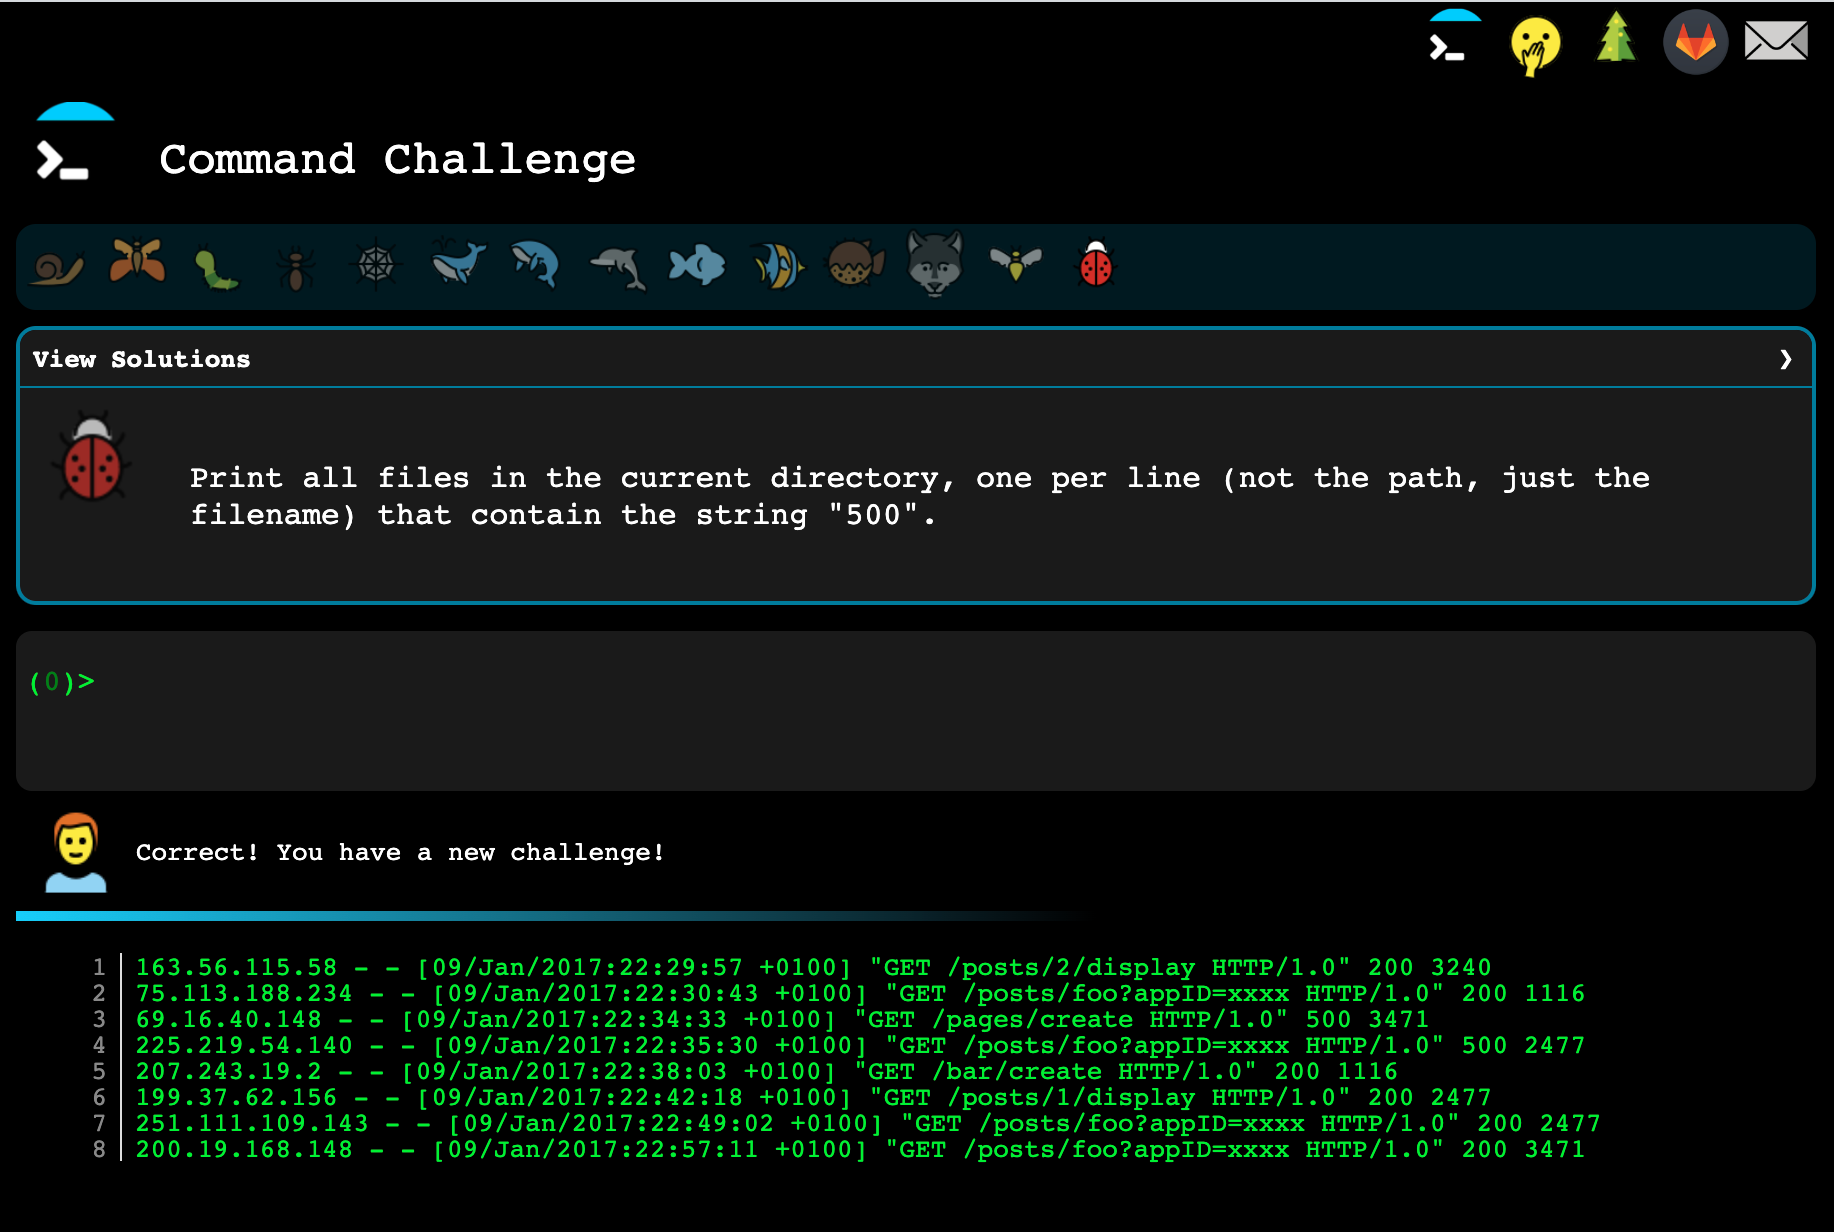 Command Challenge
View Solutions
Print all files in the current directory, one per line (not the path, just the
filename) that contain the string "500".
(0)>
Correct! You have a new challenge!
1 163.56.115.58 - - [09/Jan/2017:22:29:57 +0100] "GET /posts/2/display HTTP/1.0" 200 3240
2 75.113.188.234 - - [09/Jan/2017:22:30:43 +0100] "GET /posts/foo?appID=xxxx HTTP/1.0" 200 1116
3 69.16.40.148 - - [09/Jan/2017:22:34:33 +0100] "GET /pages/create HTTP/1.0" 500 3471
4 225.219.54.140 - - [09/Jan/2017:22:35:30 +0100] "GET /posts/foo?appID=xxxx HTTP/1.0" 500 2477
5 207.243.19.2 - - [09/Jan/2017:22:38:03 +0100] "GET /bar/create HTTP/1.0" 200 1116
6 199.37.62.156 - - [09/Jan/2017:22:42:18 +0100] "GET /posts/1/display HTTP/1.0" 200 2477
7 251.111.109.143 - - [09/Jan/2017:22:49:02 +0100] "GET /posts/foo?appID=xxxx HTTP/1.0" 200 2477
8 200.19.168.148 - - [09/Jan/2017:22:57:11 +0100] "GET /posts/foo?appID=xxxx HTTP/1.0" 200 3471